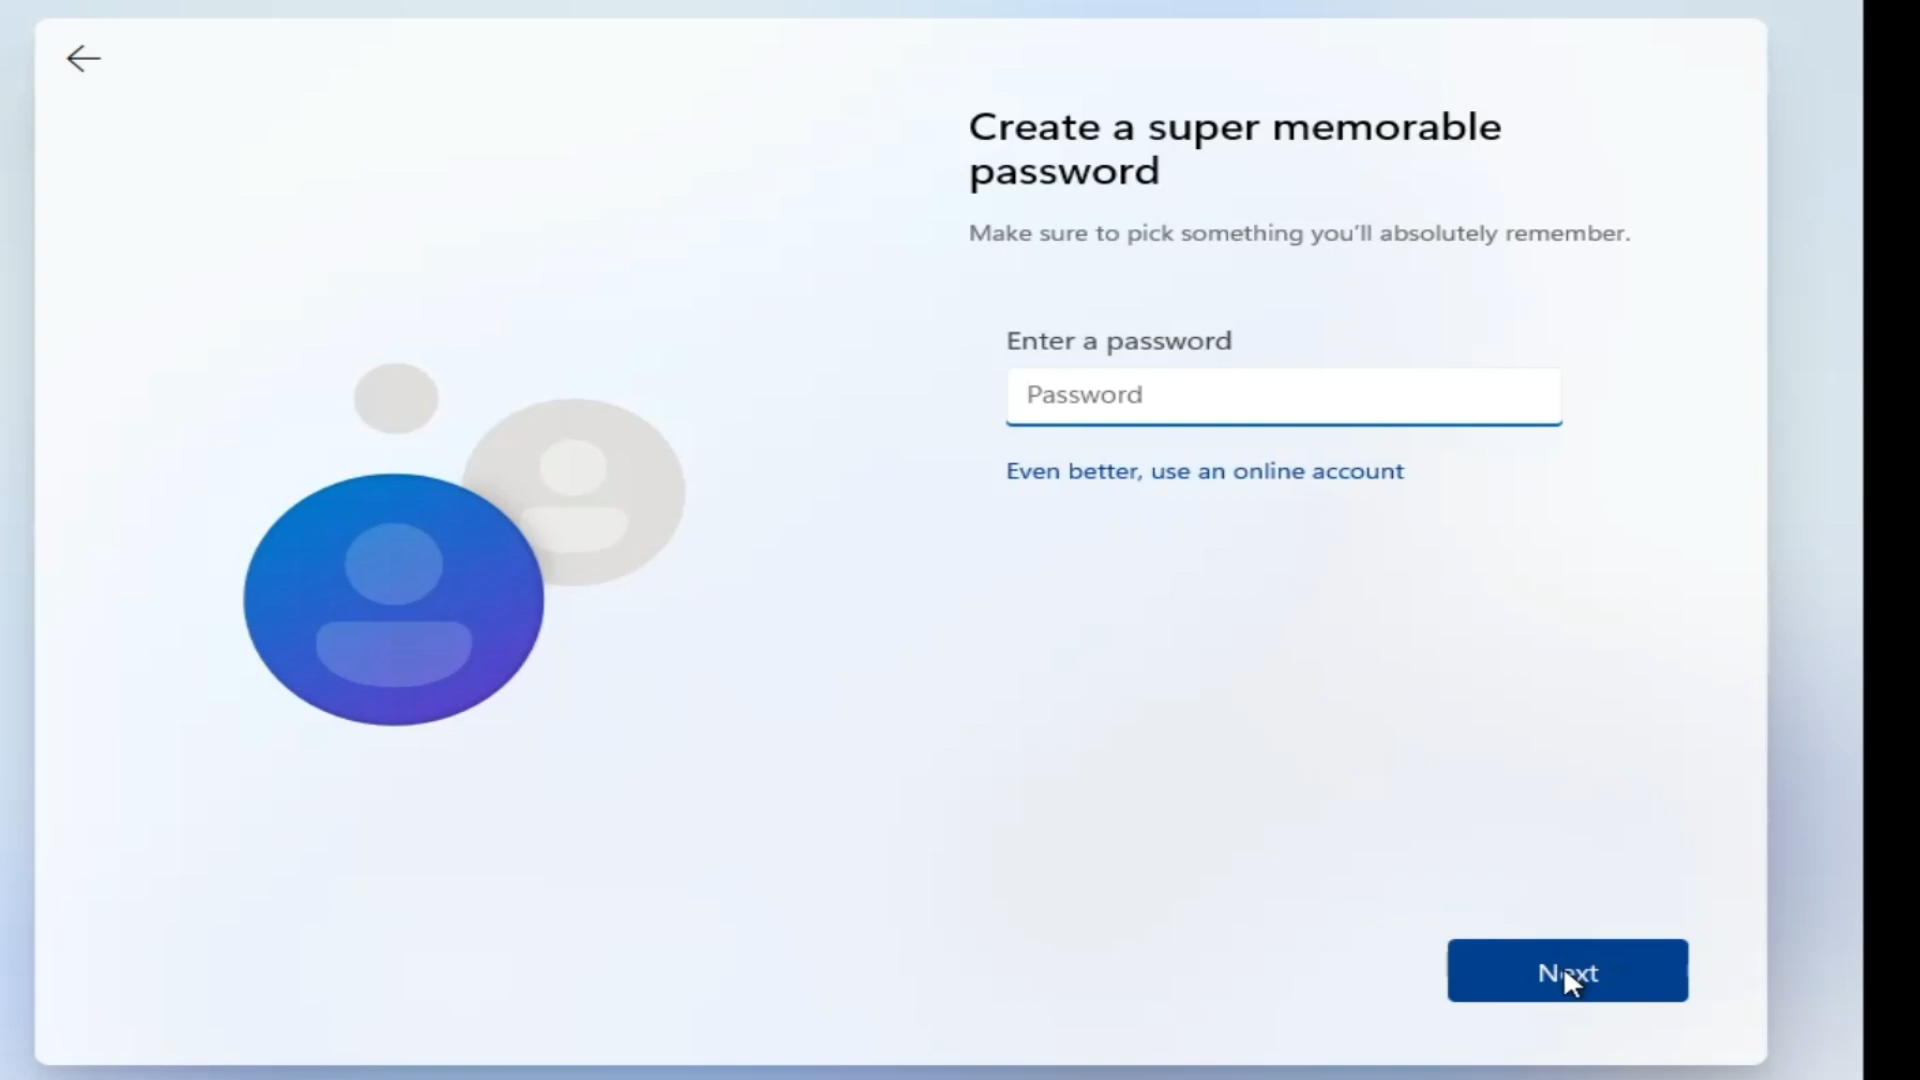 Create a super memorable
password
Make sure to pick something you'll absolutely remember.
Enter a password
Password
Even better, use an online account
Next